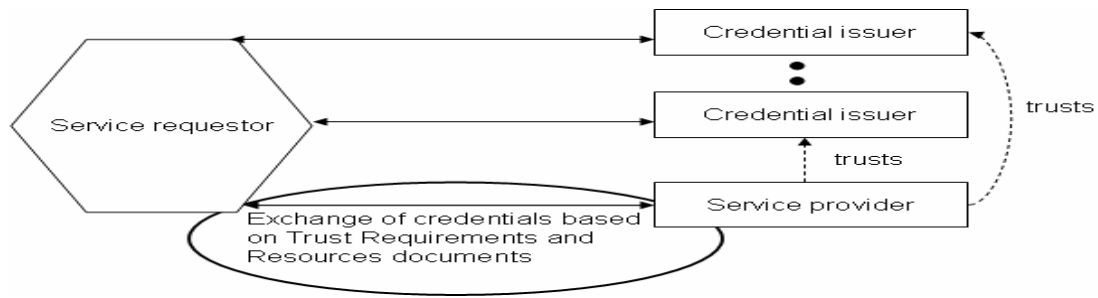 Credential issuer
trusts
Service requestor
Credential issuer
trusts
Service provider
Exchange of credentials based
on Trust Requirements and
Resources documents